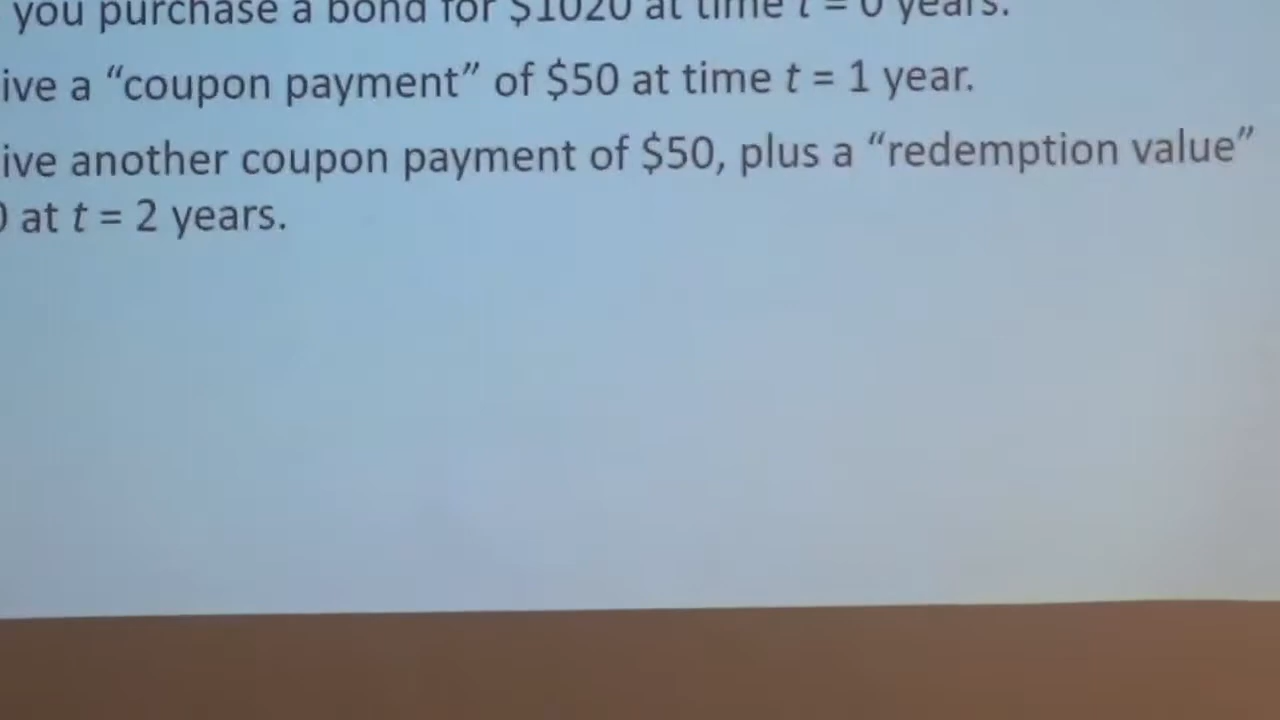 you purchase a bond for $1020 at time t = 0 years.
ive a “coupon payment” of $50 at time t = 1 year.
ive another coupon payment of $50, plus a “redemption value”
at t = 2 years.